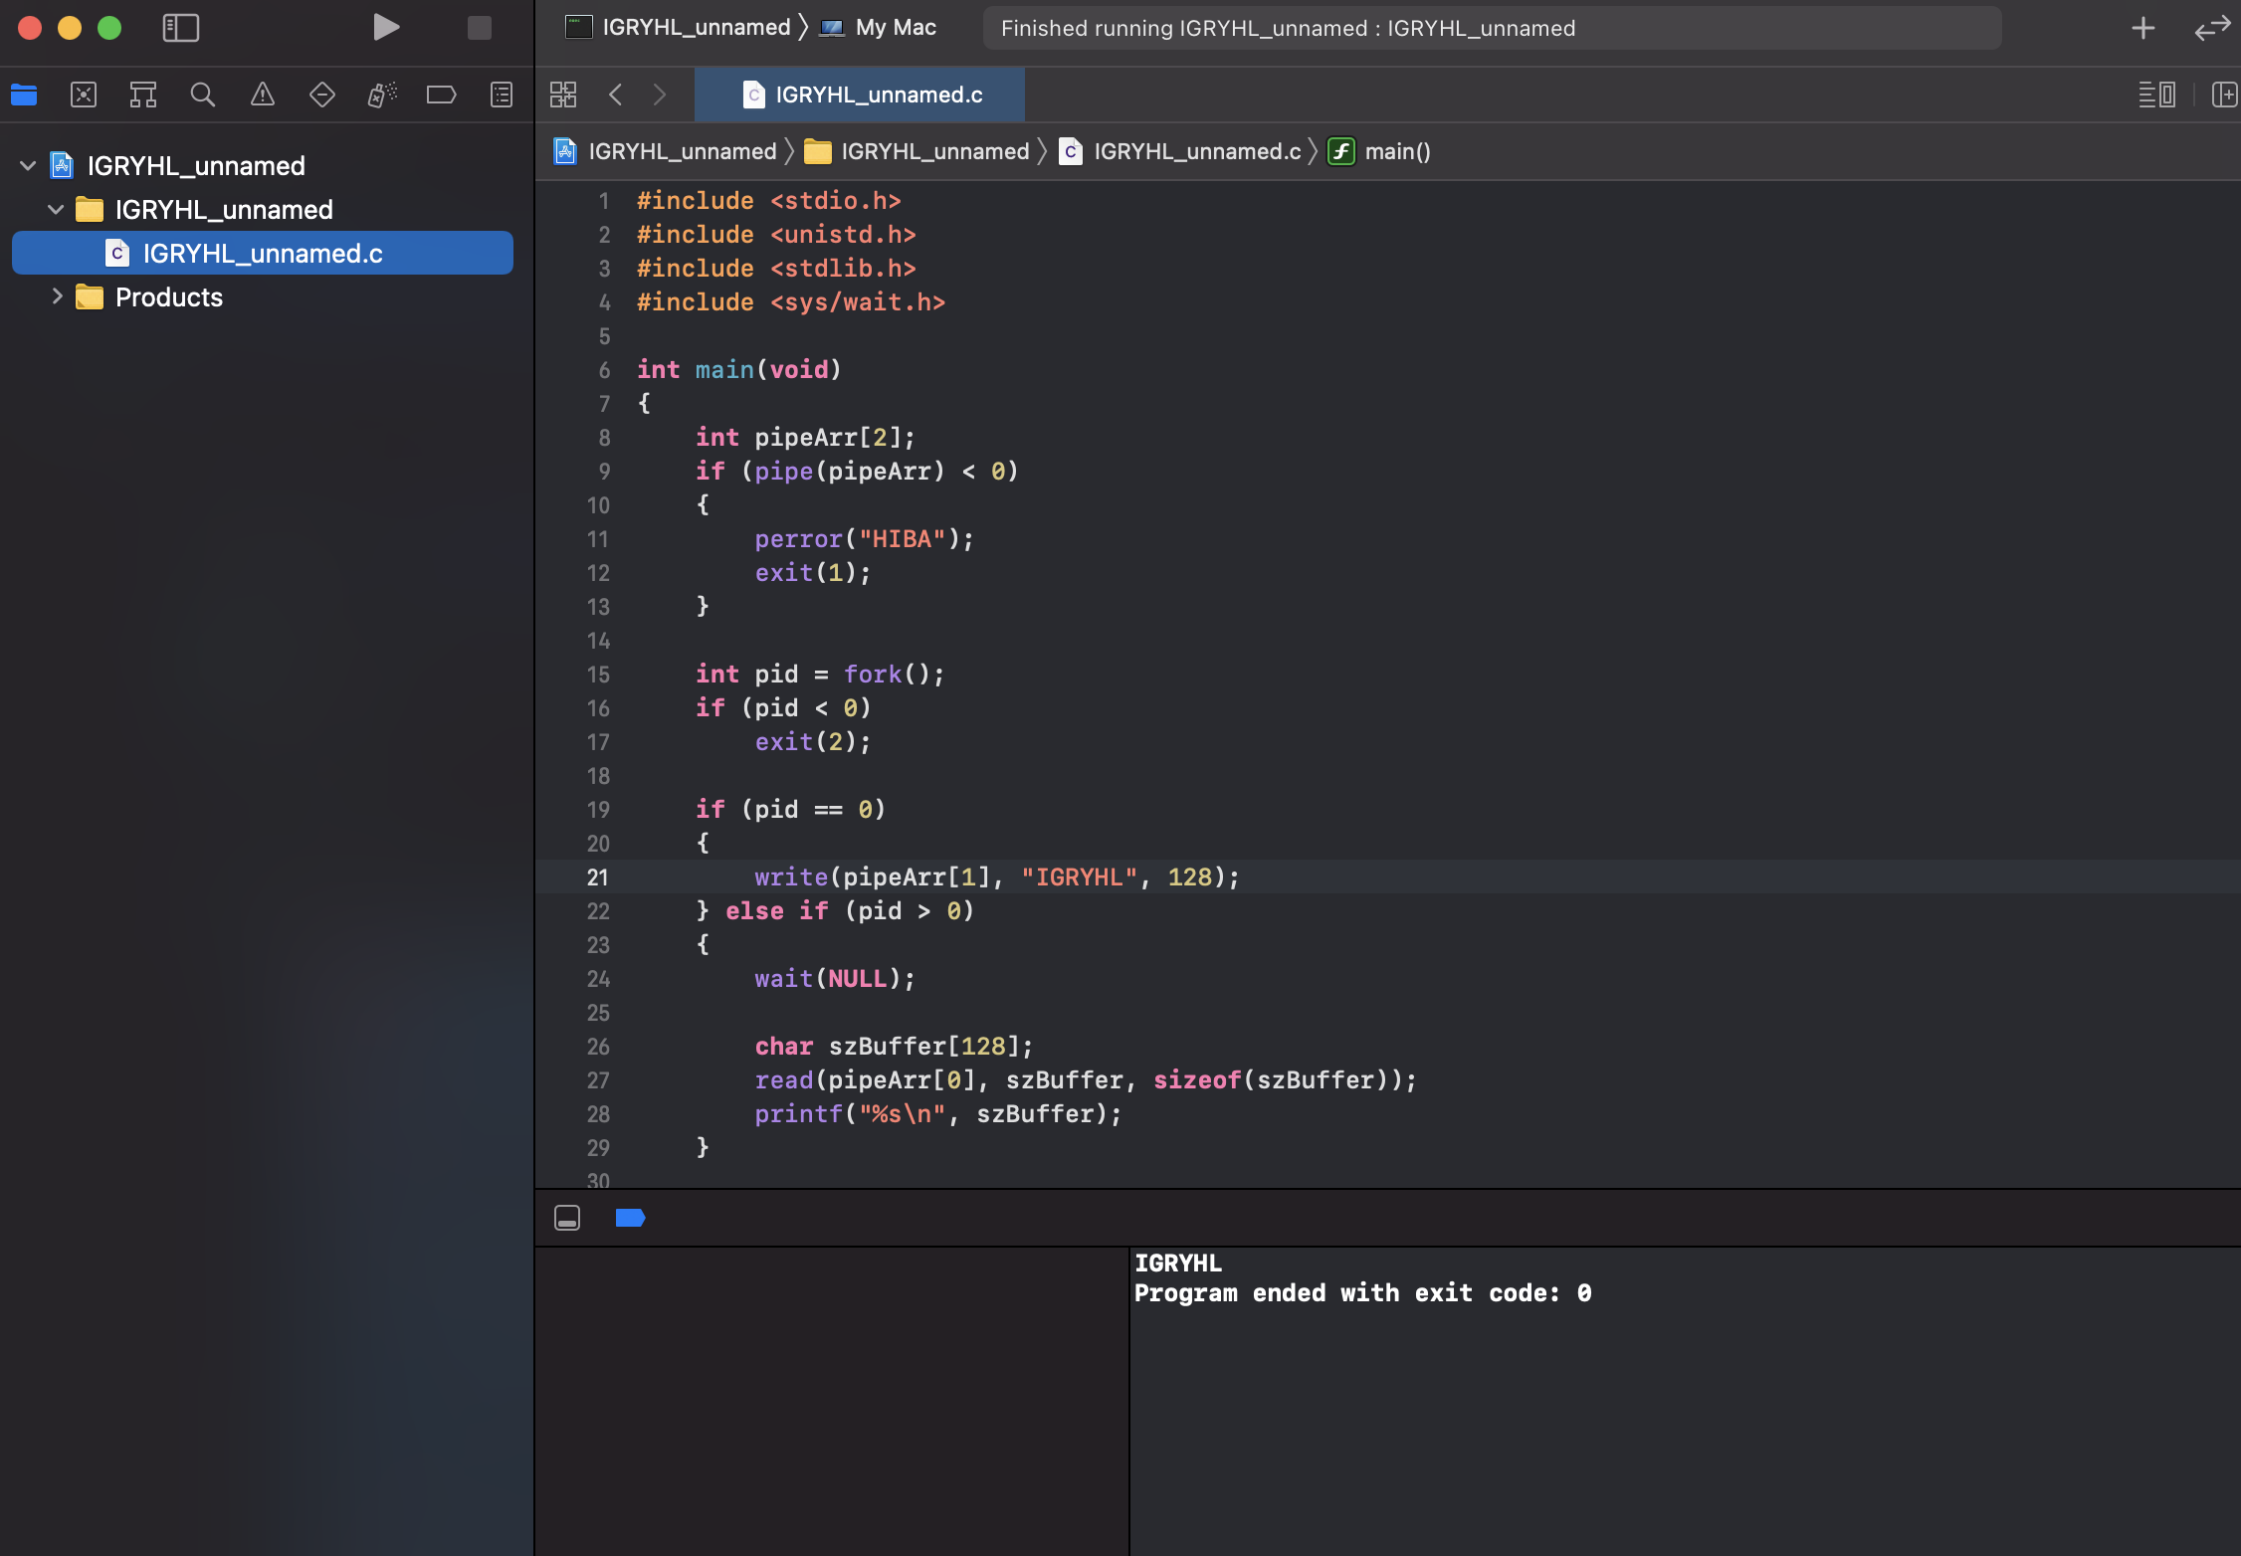 IGRYHL_unnamed 〉 My Mac
Finished running IGRYHL_unnamed : IGRYHL_unnamed
IGRYHL_unnamed.c
IGRYHL_unnamed 〉 IGRYHL_unnamed 〉 IGRYHL_unnamed.c 〉 main()
IGRYHL_unnamed
IGRYHL_unnamed
IGRYHL_unnamed.c
Products
1 #include <stdio.h>
2 #include <unistd.h>
3 #include <stdlib.h>
4 #include <sys/wait.h>
5
6 int main(void)
7 {
8     int pipeArr[2];
9     if (pipe(pipeArr) < 0)
10     {
11         perror("HIBA");
12         exit(1);
13     }
14
15     int pid = fork();
16     if (pid < 0)
17         exit(2);
18
19     if (pid == 0)
20     {
21         write(pipeArr[1], "IGRYHL", 128);
22     } else if (pid > 0)
23     {
24         wait(NULL);
25
26         char szBuffer[128];
27         read(pipeArr[0], szBuffer, sizeof(szBuffer));
28         printf("%s\n", szBuffer);
29     }
30
IGRYHL
Program ended with exit code: 0